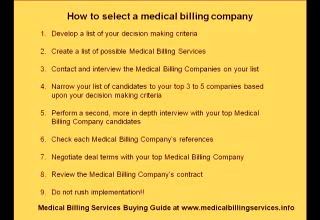 How to select a medical billing company
1. Develop a list of your decision making criteria
2. Create a list of possible Medical Billing Services
3. Contact and interview the Medical Billing Companies on your list
4. Narrow your list of candidates to your top 3 to 5 companies based
upon your decision making criteria
5. Perform a second, more in depth interview with your top Medical
Billing Company candidates
6. Check each Medical Billing Company's references
7. Negotiate deal terms with your top Medical Billing Company
8. Review the Medical Billing Company's contract
9. Do not rush implementation!!
Medical Billing Services Buying Guide at www.medicalbillingservices.info